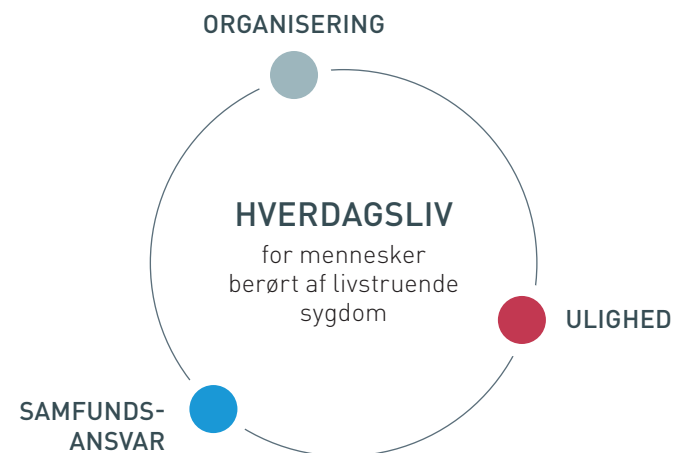 ORGANISERING
HVERDAGSLIV
for mennesker
berørt af livstruende
sygdom
ULIGHED
SAMFUNDS-
ANSVAR